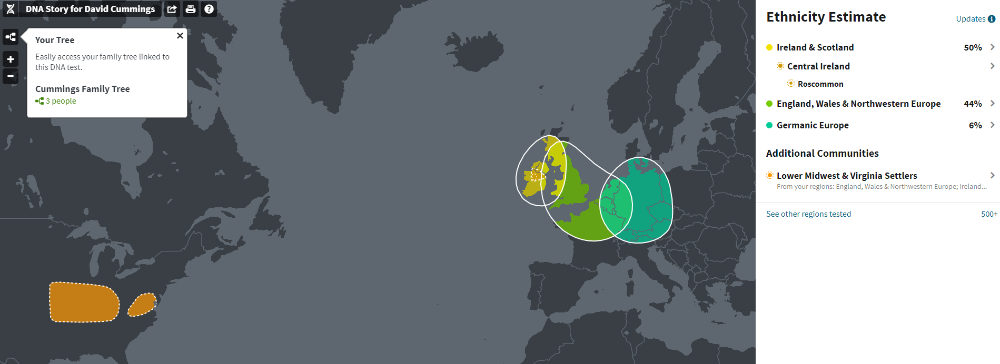 DNA Story for David Cummings
Your Tree
Easily access your family tree linked to
this DNA test.
Cummings Family Tree
3 people
Ethnicity Estimate
Updates
Ireland & Scotland 50%
Central Ireland
Roscommon
England, Wales & Northwestern Europe 44%
Germanic Europe 6%
Additional Communities
Lower Midwest & Virginia Settlers
From your regions: England, Wales & Northwestern Europe; Ireland...
See other regions tested 500+